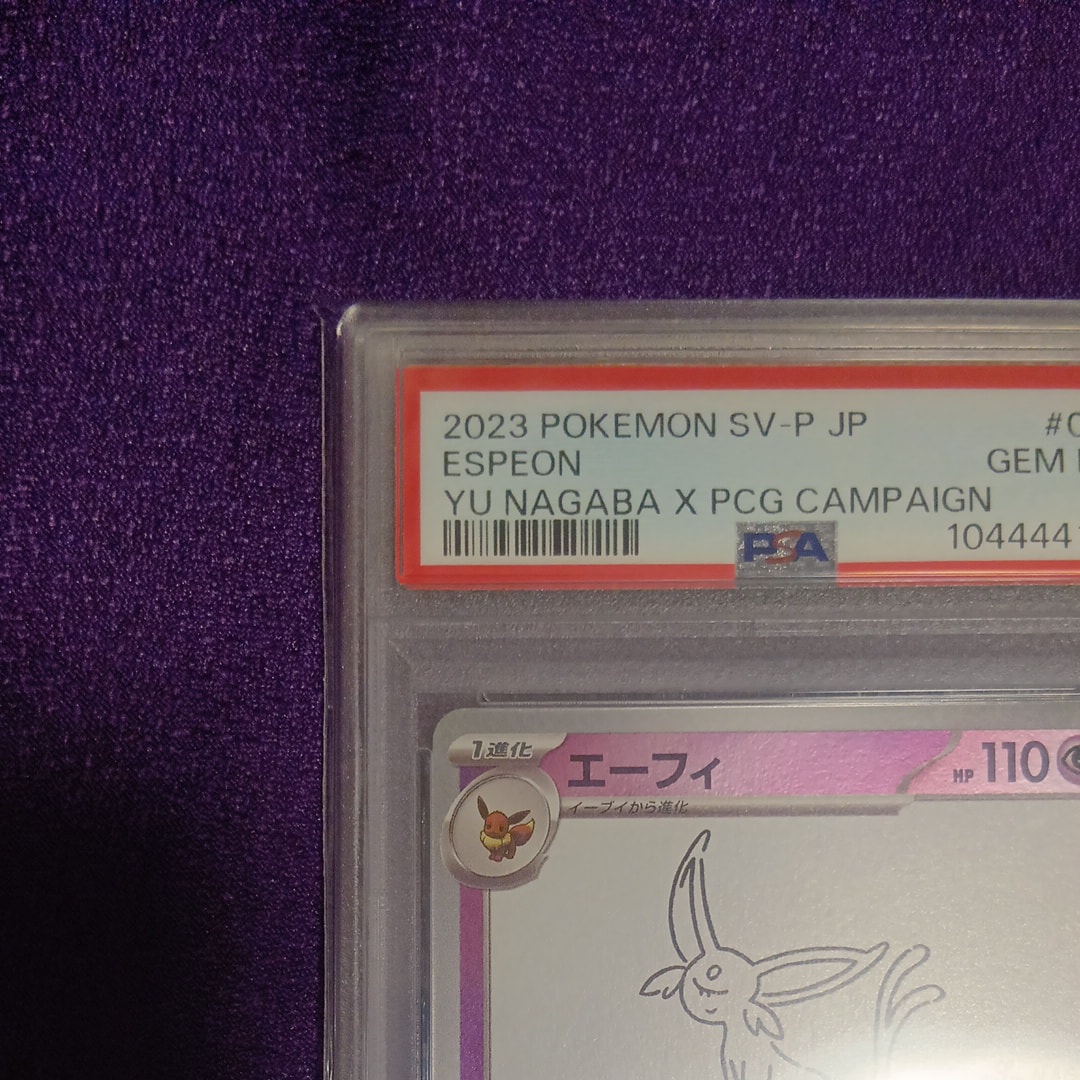 2023 POKEMON SV-P JP
ESPEON GEM
YU NAGABA X PCG CAMPAIGN
PSA
1進化 エーフィ HP 110
イーブイから進化